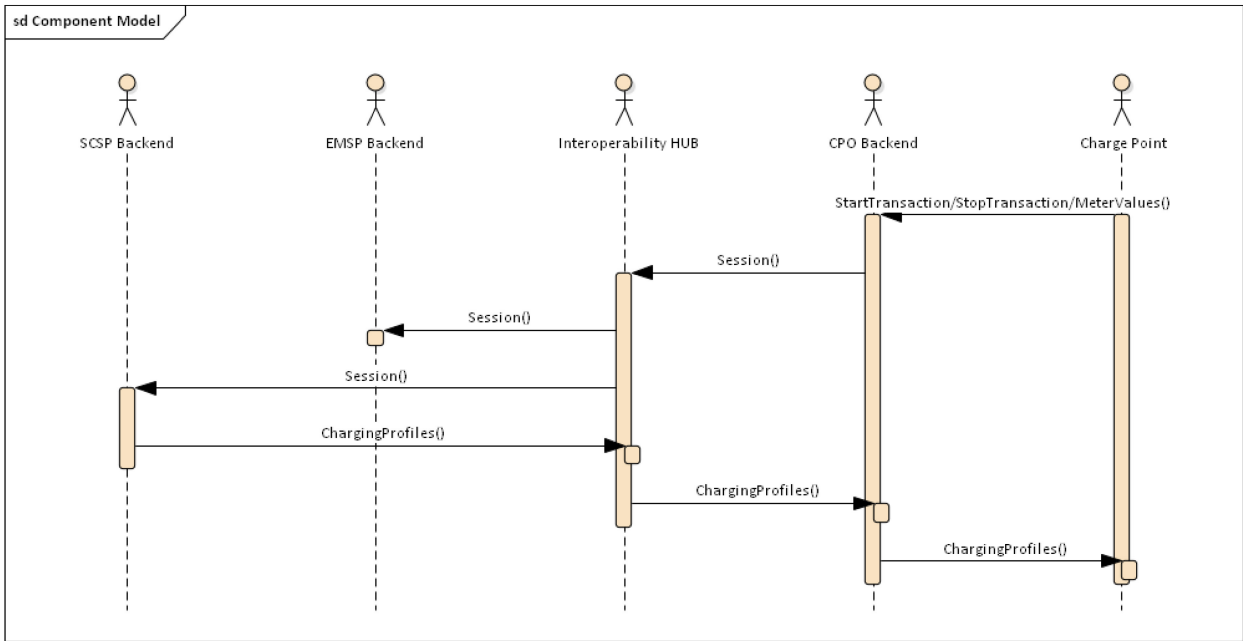 sd Component Model
SCSP Backend
EMSP Backend
Interoperability HUB
CPO Backend
Charge Point
StartTransaction/StopTransaction/MeterValues()
Session()
Session()
Session()
ChargingProfiles()
ChargingProfiles()
ChargingProfiles()